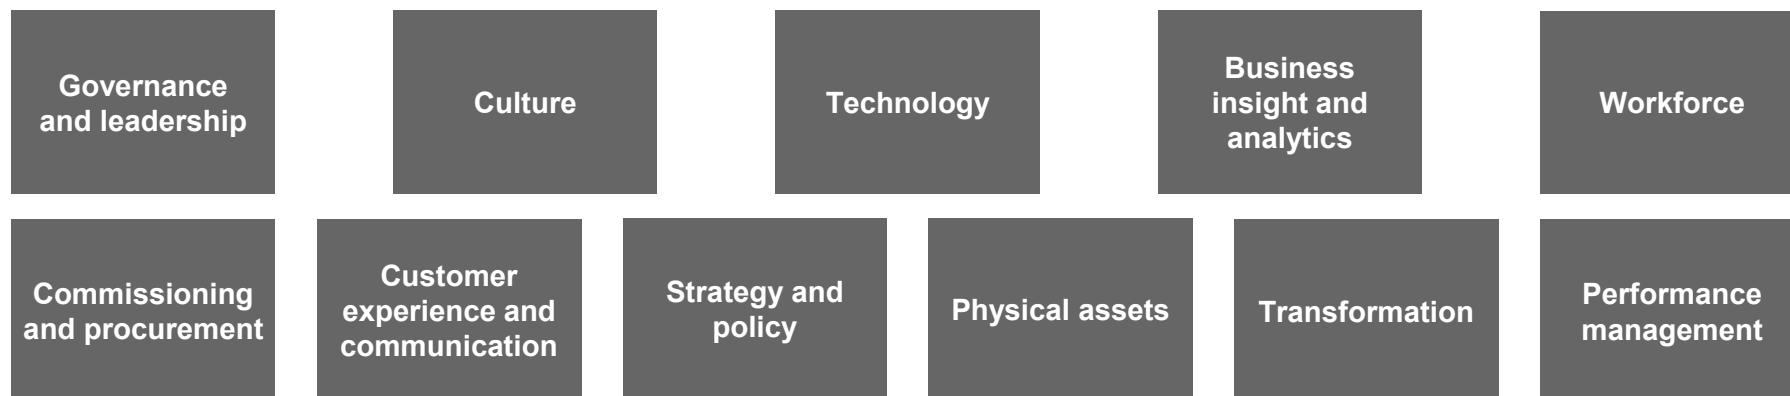 Governance
and leadership
Culture
Technology
Business
insight and
analytics
Workforce
Commissioning
and procurement
Customer
experience and
communication
Strategy and
policy
Physical assets
Transformation
Performance
management